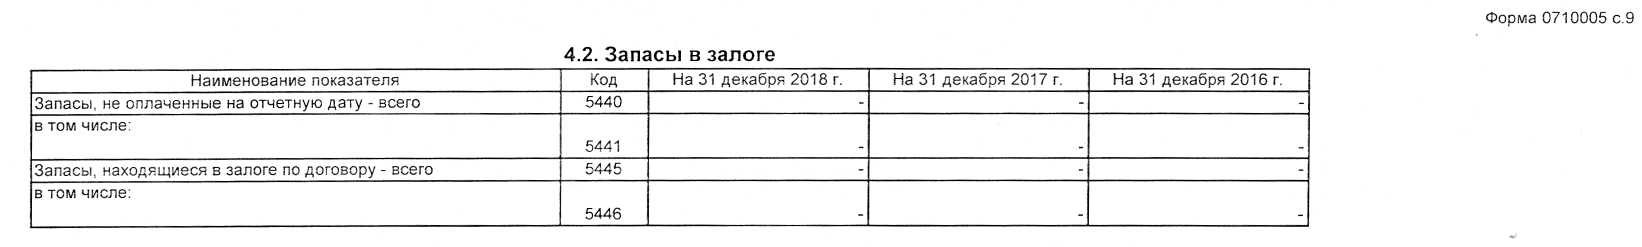 Форма 0710005 с.9
4.2. Запасы в залоге
Наименование показателя Код На 31 декабря 2018 г. На 31 декабря 2017 г. На 31 декабря 2016 г.
Запасы, не оплаченные на отчетную дату - всего 5440 - - -
в том числе:
5441 - - -
Запасы, находящиеся в залоге по договору - всего 5445 - - -
в том числе:
5446 - - -